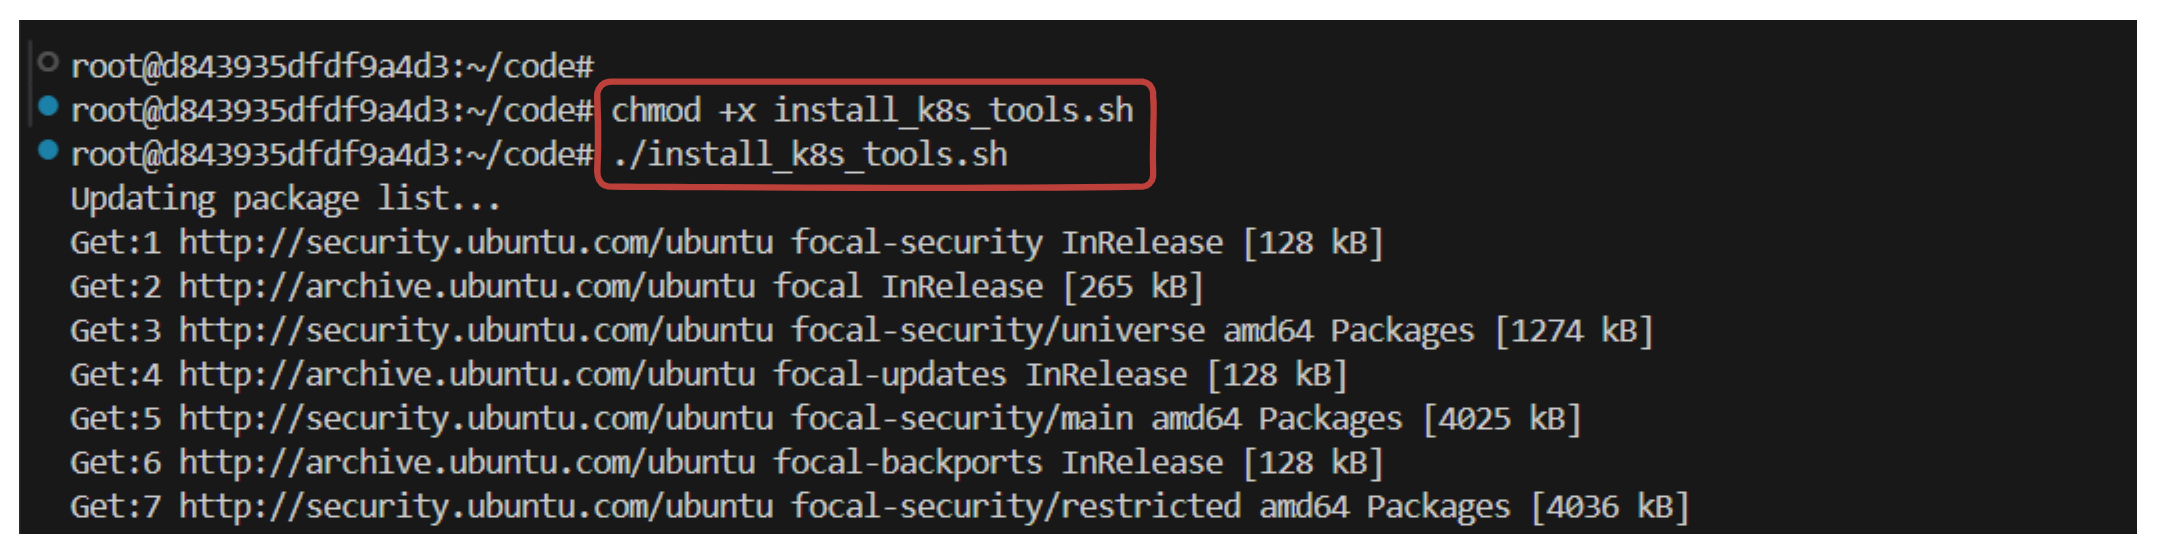 root@d843935dfdf9a4d3:~/code#
root@d843935dfdf9a4d3:~/code# chmod +x install_k8s_tools.sh
root@d843935dfdf9a4d3:~/code# ./install_k8s_tools.sh
Updating package list...
Get:1 http://security.ubuntu.com/ubuntu focal-security InRelease [128 kB]
Get:2 http://archive.ubuntu.com/ubuntu focal InRelease [265 kB]
Get:3 http://security.ubuntu.com/ubuntu focal-security/universe amd64 Packages [1274 kB]
Get:4 http://archive.ubuntu.com/ubuntu focal-updates InRelease [128 kB]
Get:5 http://security.ubuntu.com/ubuntu focal-security/main amd64 Packages [4025 kB]
Get:6 http://archive.ubuntu.com/ubuntu focal-backports InRelease [128 kB]
Get:7 http://security.ubuntu.com/ubuntu focal-security/restricted amd64 Packages [4036 kB]